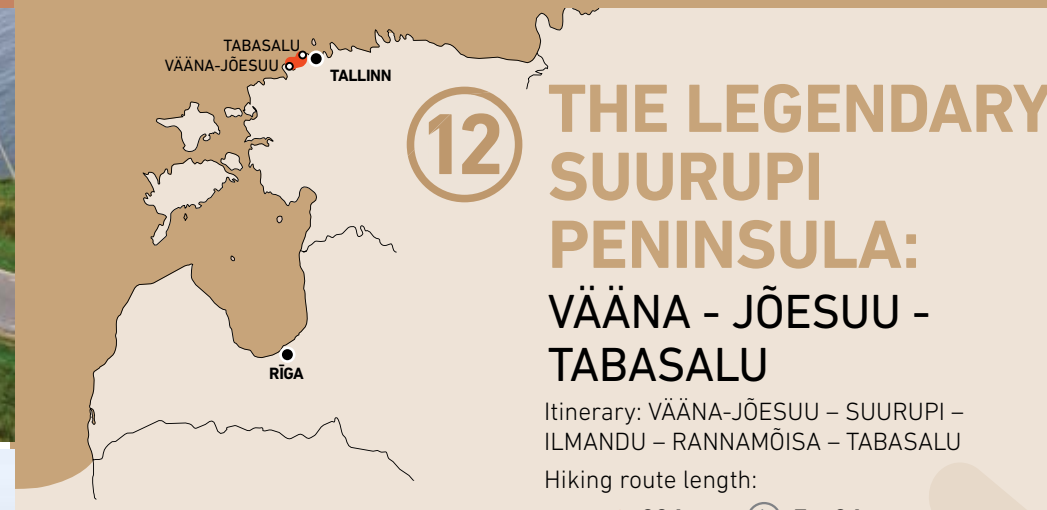 TABASALU
VÄÄNA-JÕESUU
TALLINN
RĪGA
12
THE LEGENDARY
SUURUPI
PENINSULA:
VÄÄNA - JÕESUU -
TABASALU
Itinerary: VÄÄNA-JÕESUU – SUURUPI –
ILMANDU – RANNAMÕISA – TABASALU
Hiking route length: